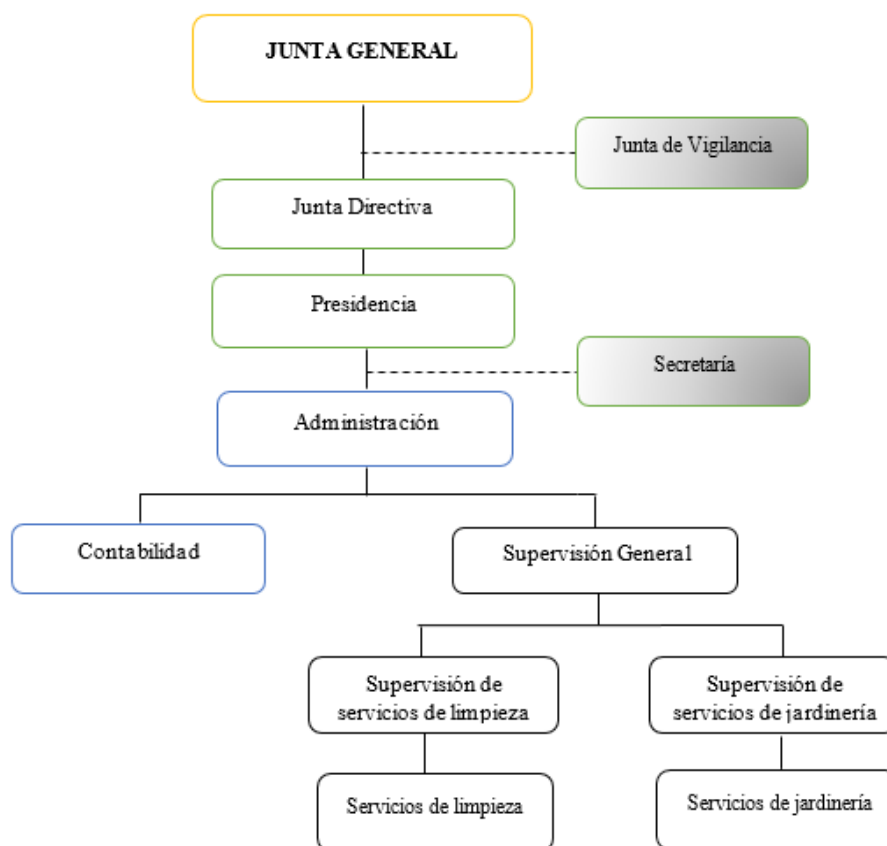 JUNTA GENERAL
Junta de Vigilancia
Junta Directiva
Presidencia
Secretaría
Administración
Contabilidad
Supervisión General
Supervisión de
servicios de limpieza
Supervisión de
servicios de jardinería
Servicios de limpieza
Servicios de jardinería